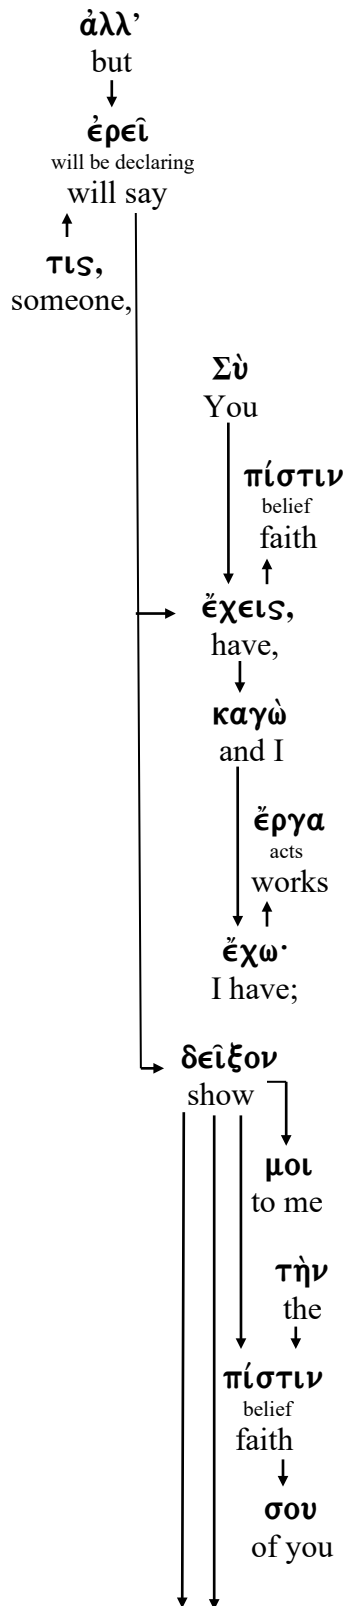 ἀλλ’
but
ἐρεῖ
will be declaring
will say
τις,
someone,
Σὺ
You
πίστιν
belief
faith
ἔχεις,
have,
καγὼ
and I
ἔργα
acts
works
ἔχω·
I have;
δεῖξον
show
μοι
to me
τὴν
the
πίστιν
belief
faith
σου
of you